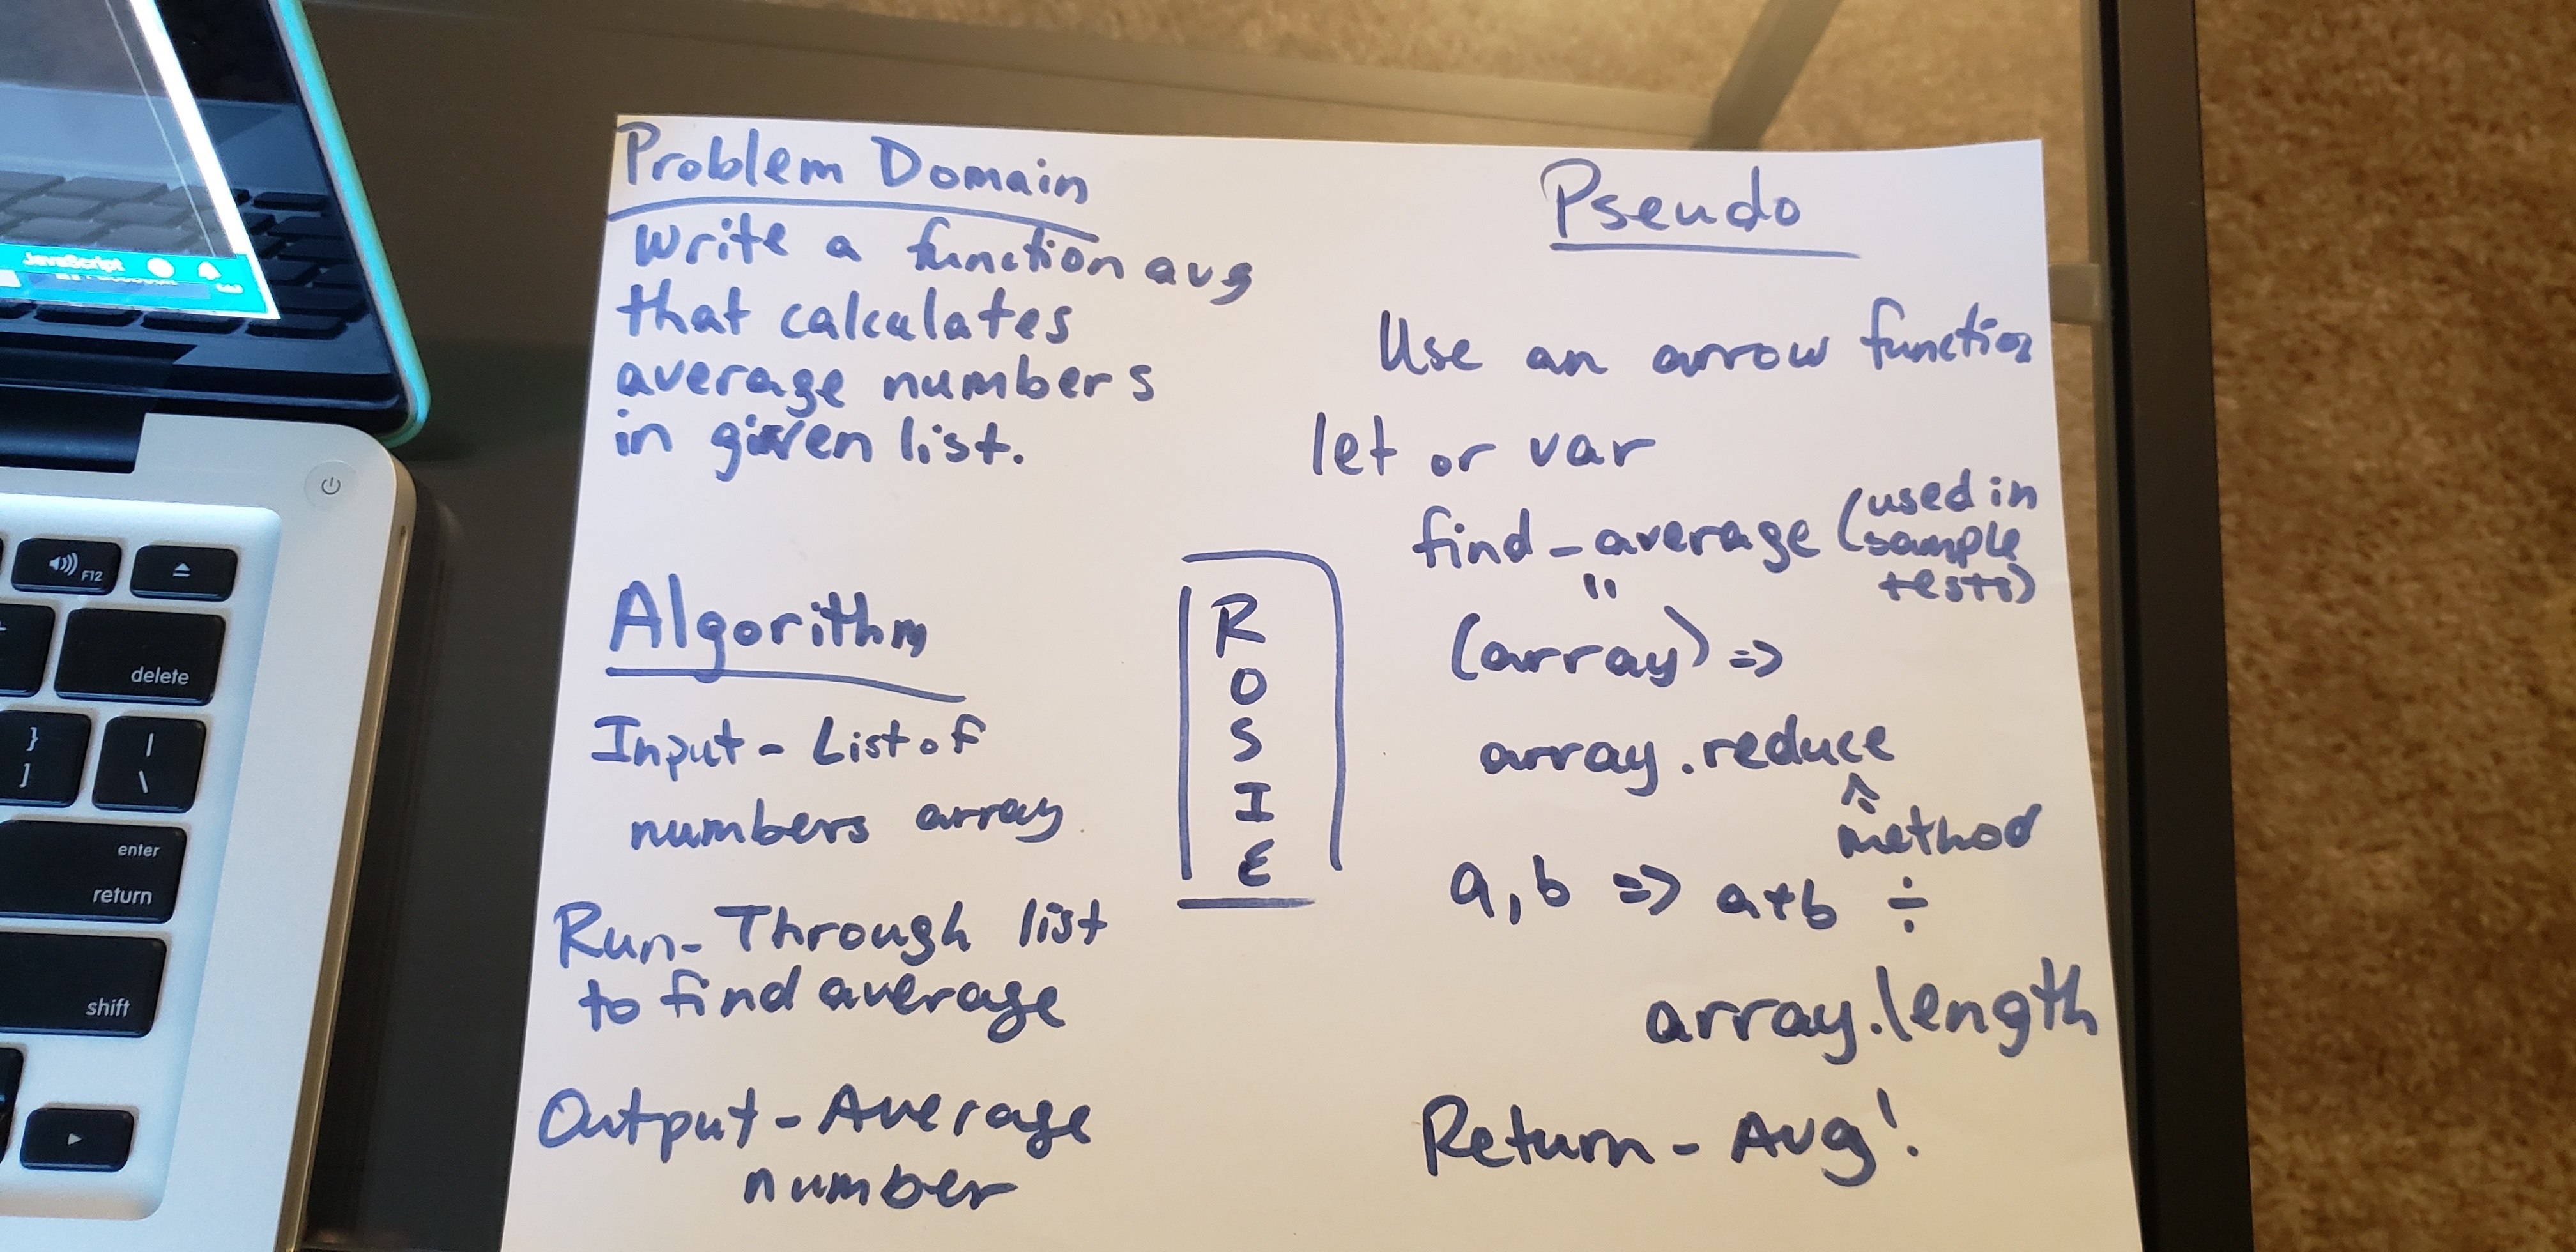 Problem Domain
Write a function avg
that calculates
average numbers
in given list.
Algorithm
Input - List of
numbers array
Run - Through list
to find average
Output - Average
number
R
O
S
I
E
Pseudo
Use an arrow function
let or var
find_average (used in
sample
tests)
"
(array) =>
array.reduce
^
method
a, b => a+b ÷
array.length
Return - Avg!
JavaScript
F12
delete
}
]
|
\
enter
return
shift